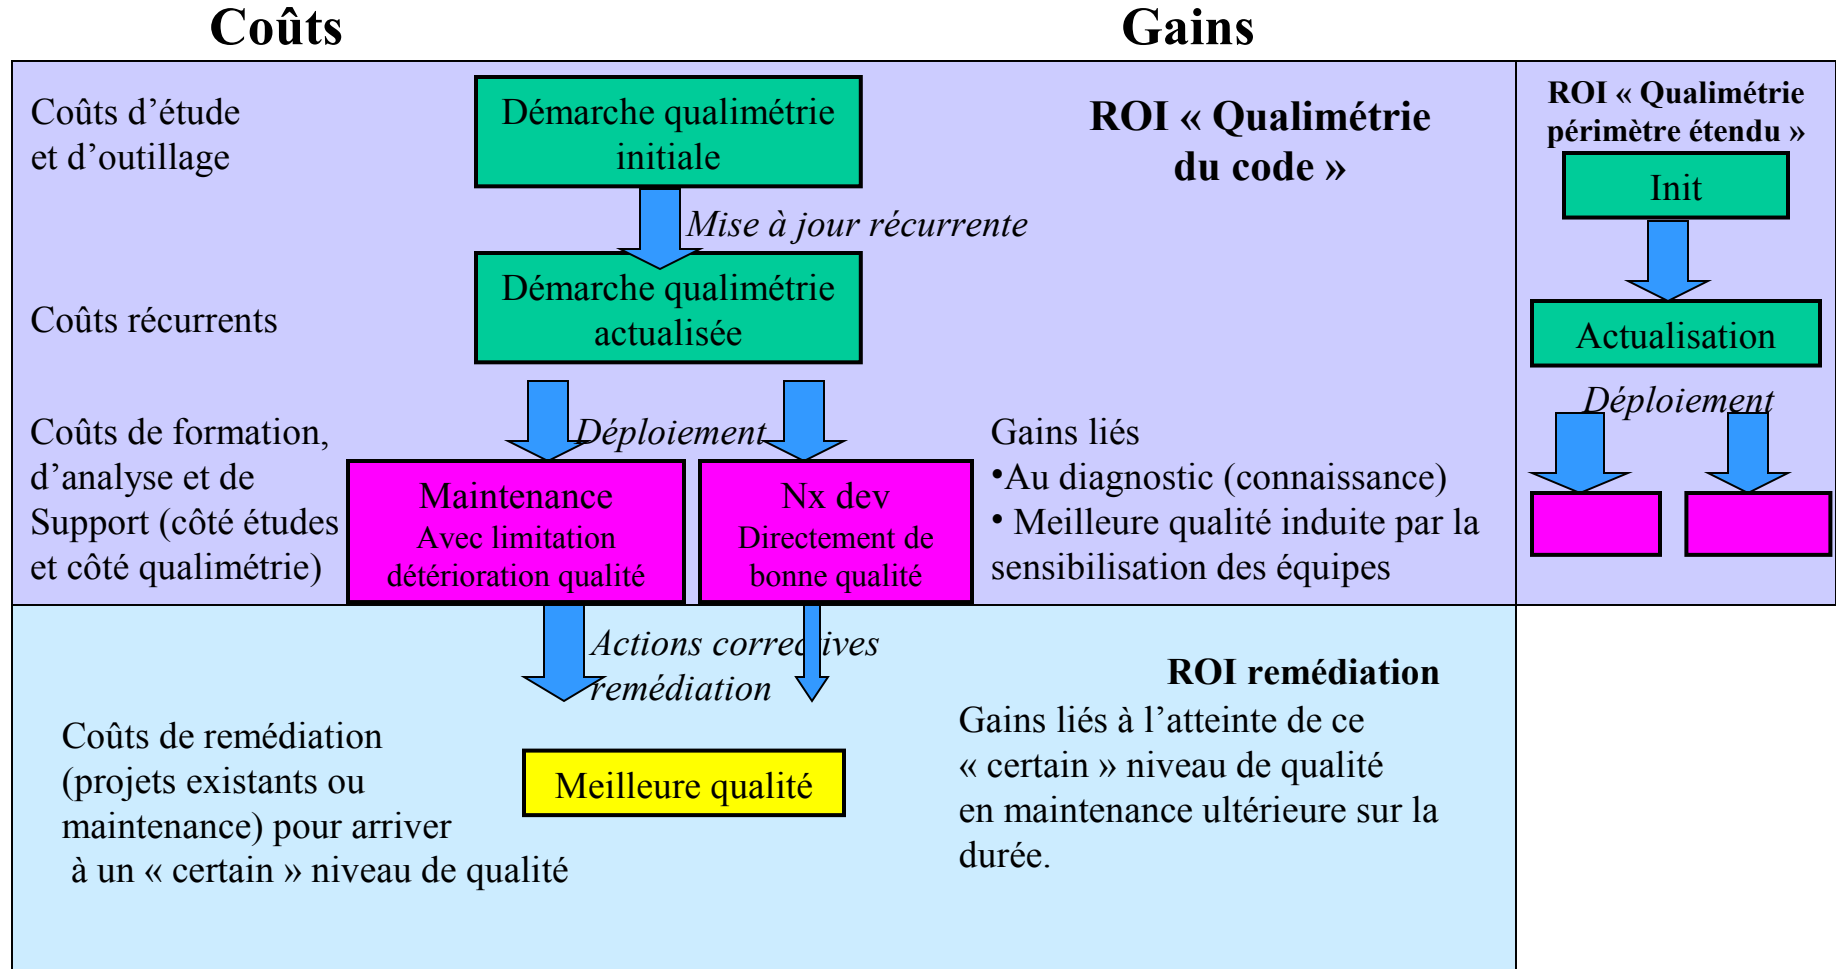 Coûts
Gains
Coûts d’étude
et d’outillage
Démarche qualimétrie
initiale
ROI « Qualimétrie
du code »
Mise à jour récurrente
Coûts récurrents
Démarche qualimétrie
actualisée
Déploiement
Coûts de formation,
d’analyse et de
Support (côté études
et côté qualimétrie)
Maintenance
Avec limitation
détérioration qualité
Nx dev
Directement de
bonne qualité
Gains liés
•Au diagnostic (connaissance)
• Meilleure qualité induite par la
sensibilisation des équipes
ROI « Qualimétrie
périmètre étendu »
Init
Actualisation
Déploiement
Actions correctives
remédiation
ROI remédiation
Coûts de remédiation
(projets existants ou
maintenance) pour arriver
à un « certain » niveau de qualité
Meilleure qualité
Gains liés à l’atteinte de ce
« certain » niveau de qualité
en maintenance ultérieure sur la
durée.